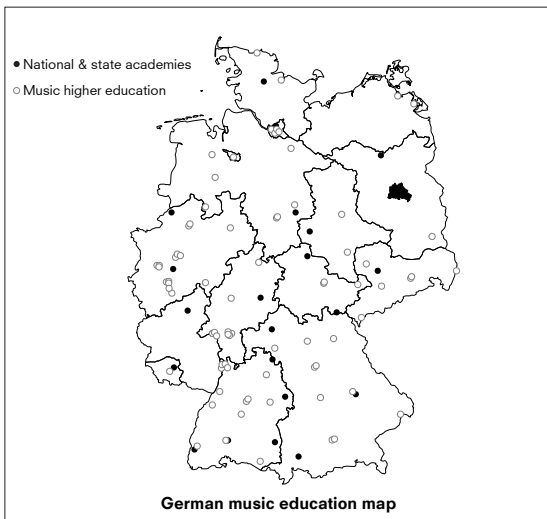 National & state academies
Music higher education
German music education map